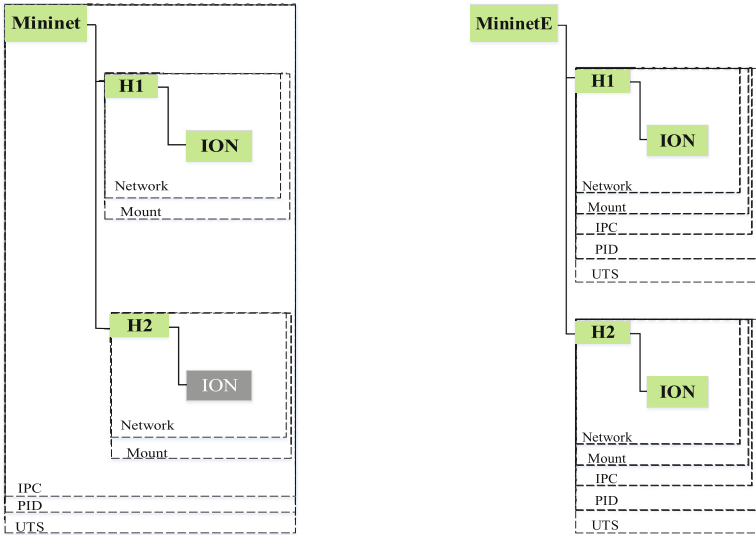 Mininet
H1
ION
Network
Mount
H2
ION
Network
Mount
IPC
PID
UTS
MininetE
H1
ION
Network
Mount
IPC
PID
UTS
H2
ION
Network
Mount
IPC
PID
UTS